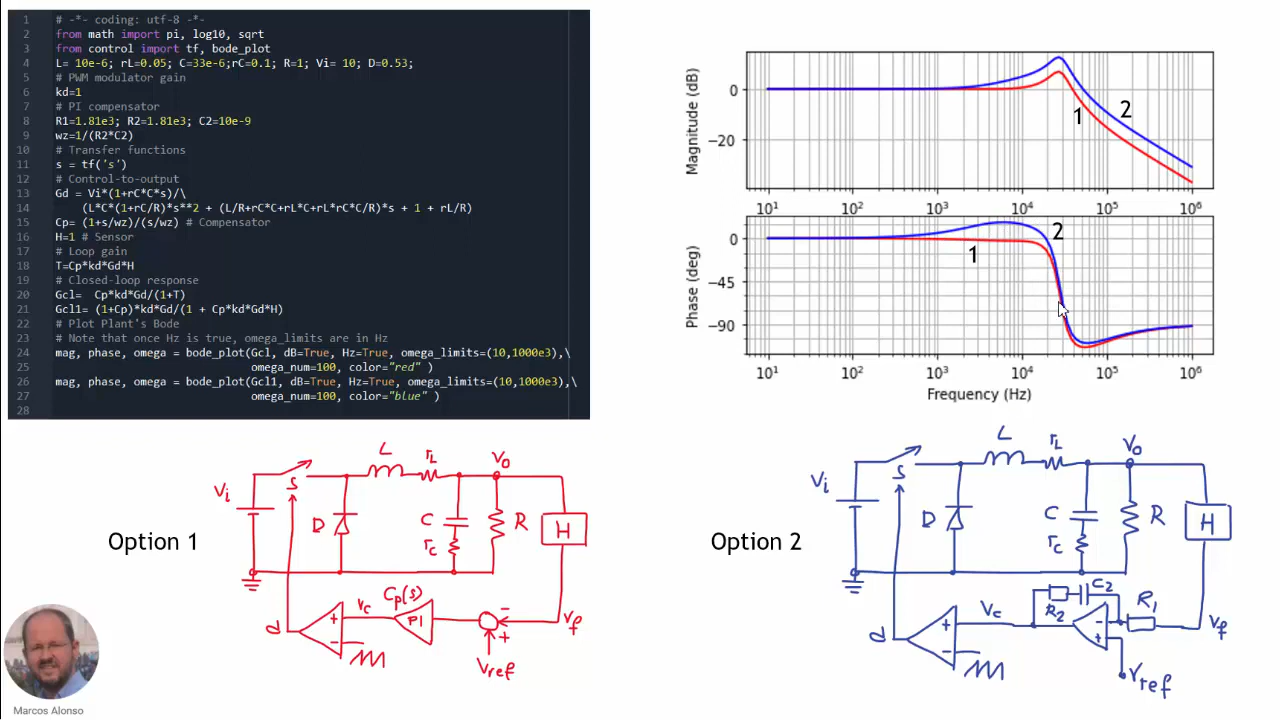 1 # -*- coding: utf-8 -*-
2 from math import pi, log10, sqrt
3 from control import tf, bode_plot
4 L= 10e-6; rL=0.05; C=33e-6;rC=0.1; R=1; Vi= 10; D=0.53;
5 # PWM modulator gain
6 kd=1
7 # PI compensator
8 R1=1.81e3; R2=1.81e3; C2=10e-9
9 wz=1/(R2*C2)
10 # Transfer functions
11 s = tf('s')
12 # Control-to-output
13 Gd = Vi*(1+rC*C*s)/\
14 (L*C*(1+rC/R)*s**2 + (L/R+rC*C+rL*C+rL*rC*C/R)*s + 1 + rL/R)
15 Cp= (1+s/wz)/(s/wz) # Compensator
16 H=1 # Sensor
17 # Loop gain
18 T=Cp*kd*Gd*H
19 # Closed-loop response
20 Gcl= Cp*kd*Gd/(1+T)
21 Gcl1= (1+Cp)*kd*Gd/(1 + Cp*kd*Gd*H)
22 # Plot Plant's Bode
23 # Note that once Hz is true, omega_limits are in Hz
24 mag, phase, omega = bode_plot(Gcl, dB=True, Hz=True, omega_limits=(10,1000e3),\
25 omega_num=100, color="red" )
26 mag, phase, omega = bode_plot(Gcl1, dB=True, Hz=True, omega_limits=(10,1000e3),\
27 omega_num=100, color="blue" )
28
Magnitude (dB)
0
−20
1
2
10¹ 10² 10³ 10⁴ 10⁵ 10⁶
Phase (deg)
0
−45
−90
1
2
10¹ 10² 10³ 10⁴ 10⁵ 10⁶
Frequency (Hz)
Option 1
Vi
S
L
rL
Vo
D
C
rC
R
H
d
vc
Cp(s)
PI
−
+
Vf
Vref
+
−
Option 2
Vi
S
L
rL
Vo
D
C
rC
R
H
d
Vc
R2
C2
R1
−
+
Vf
Vref
+
−
Marcos Alonso